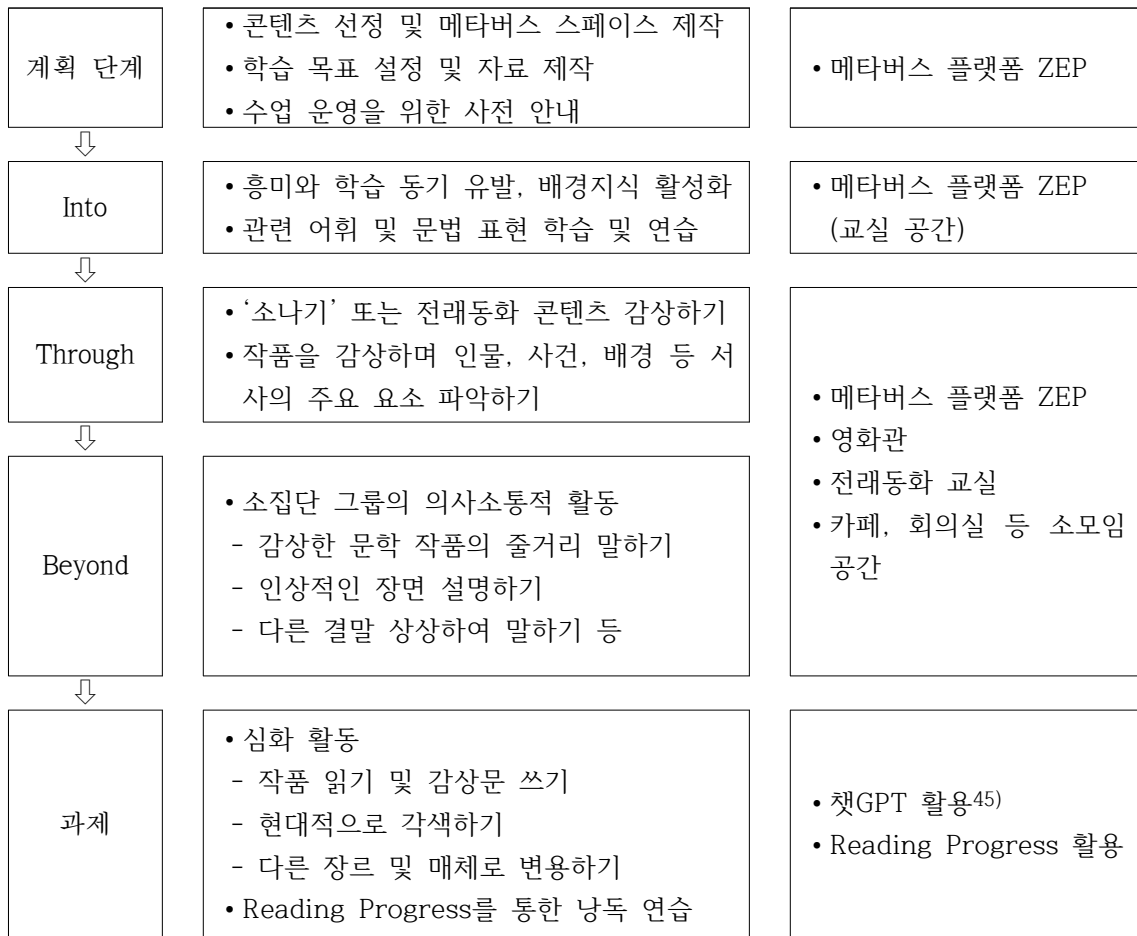 계획 단계
• 콘텐츠 선정 및 메타버스 스페이스 제작
• 학습 목표 설정 및 자료 제작
• 수업 운영을 위한 사전 안내
• 메타버스 플랫폼 ZEP
⇩
Into
• 흥미와 학습 동기 유발, 배경지식 활성화
• 관련 어휘 및 문법 표현 학습 및 연습
• 메타버스 플랫폼 ZEP
(교실 공간)
⇩
Through
• ‘소나기’ 또는 전래동화 콘텐츠 감상하기
• 작품을 감상하며 인물, 사건, 배경 등 서
사의 주요 요소 파악하기
⇩
Beyond
• 소집단 그룹의 의사소통적 활동
- 감상한 문학 작품의 줄거리 말하기
- 인상적인 장면 설명하기
- 다른 결말 상상하여 말하기 등
• 메타버스 플랫폼 ZEP
• 영화관
• 전래동화 교실
• 카페, 회의실 등 소모임
공간
⇩
과제
• 심화 활동
- 작품 읽기 및 감상문 쓰기
- 현대적으로 각색하기
- 다른 장르 및 매체로 변용하기
• Reading Progress를 통한 낭독 연습
• 챗GPT 활용45)
• Reading Progress 활용